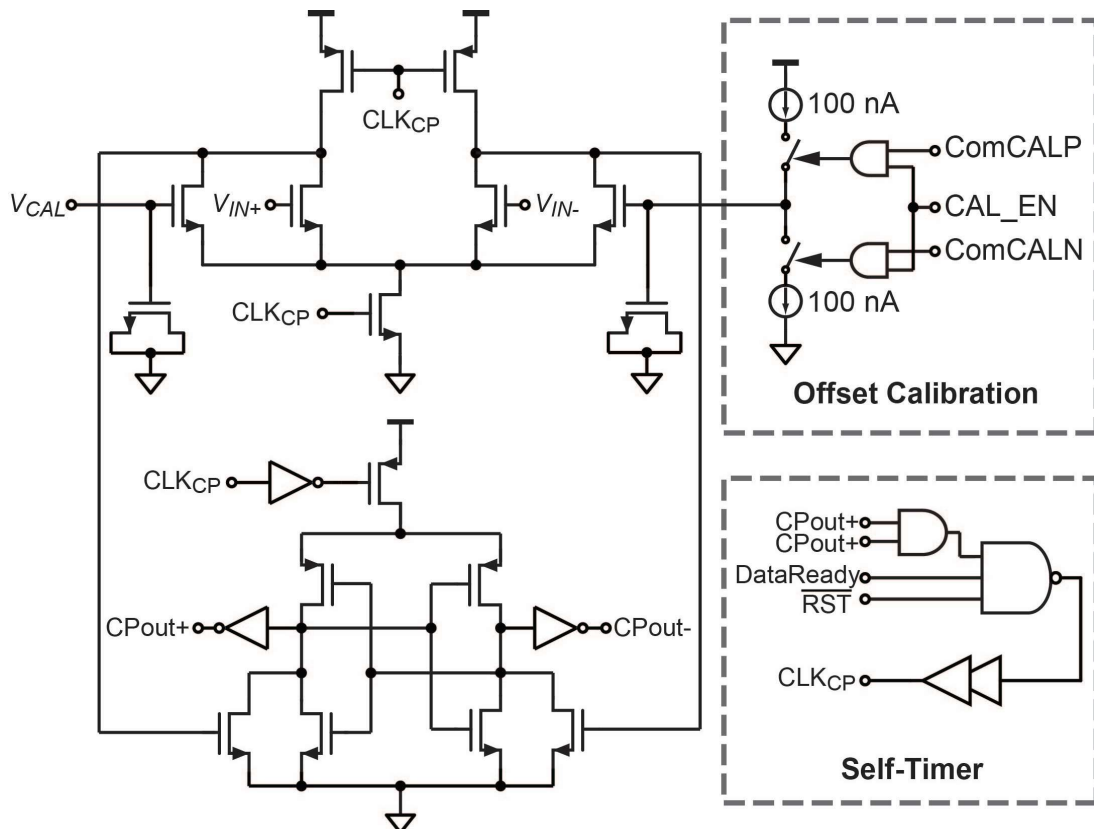 CLKCP
100 nA
ComCALP
VCAL
VIN+
VIN-
CAL_EN
ComCALN
CLKCP
100 nA
Offset Calibration
CLKCP
CPout+
CPout+
DataReady
RST
CPout+
CPout-
CLKCP
Self-Timer